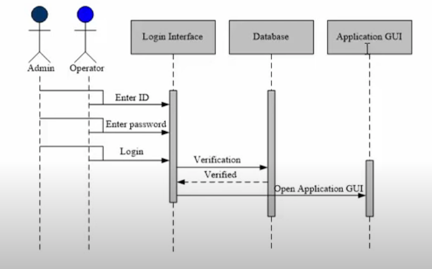 Login Interface
Database
Application GUI
Admin
Operator
Enter ID
Enter password
Login
Verification
Verified
Open Application GUI